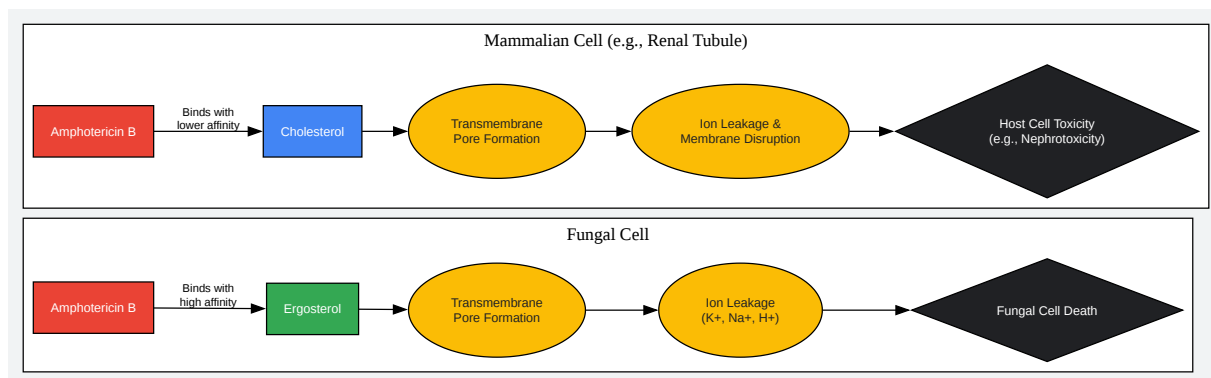 Mammalian Cell (e.g., Renal Tubule)
Amphotericin B
Binds with
lower affinity
Cholesterol
Transmembrane
Pore Formation
Ion Leakage &
Membrane Disruption
Host Cell Toxicity
(e.g., Nephrotoxicity)
Fungal Cell
Amphotericin B
Binds with
high affinity
Ergosterol
Transmembrane
Pore Formation
Ion Leakage
(K+, Na+, H+)
Fungal Cell Death